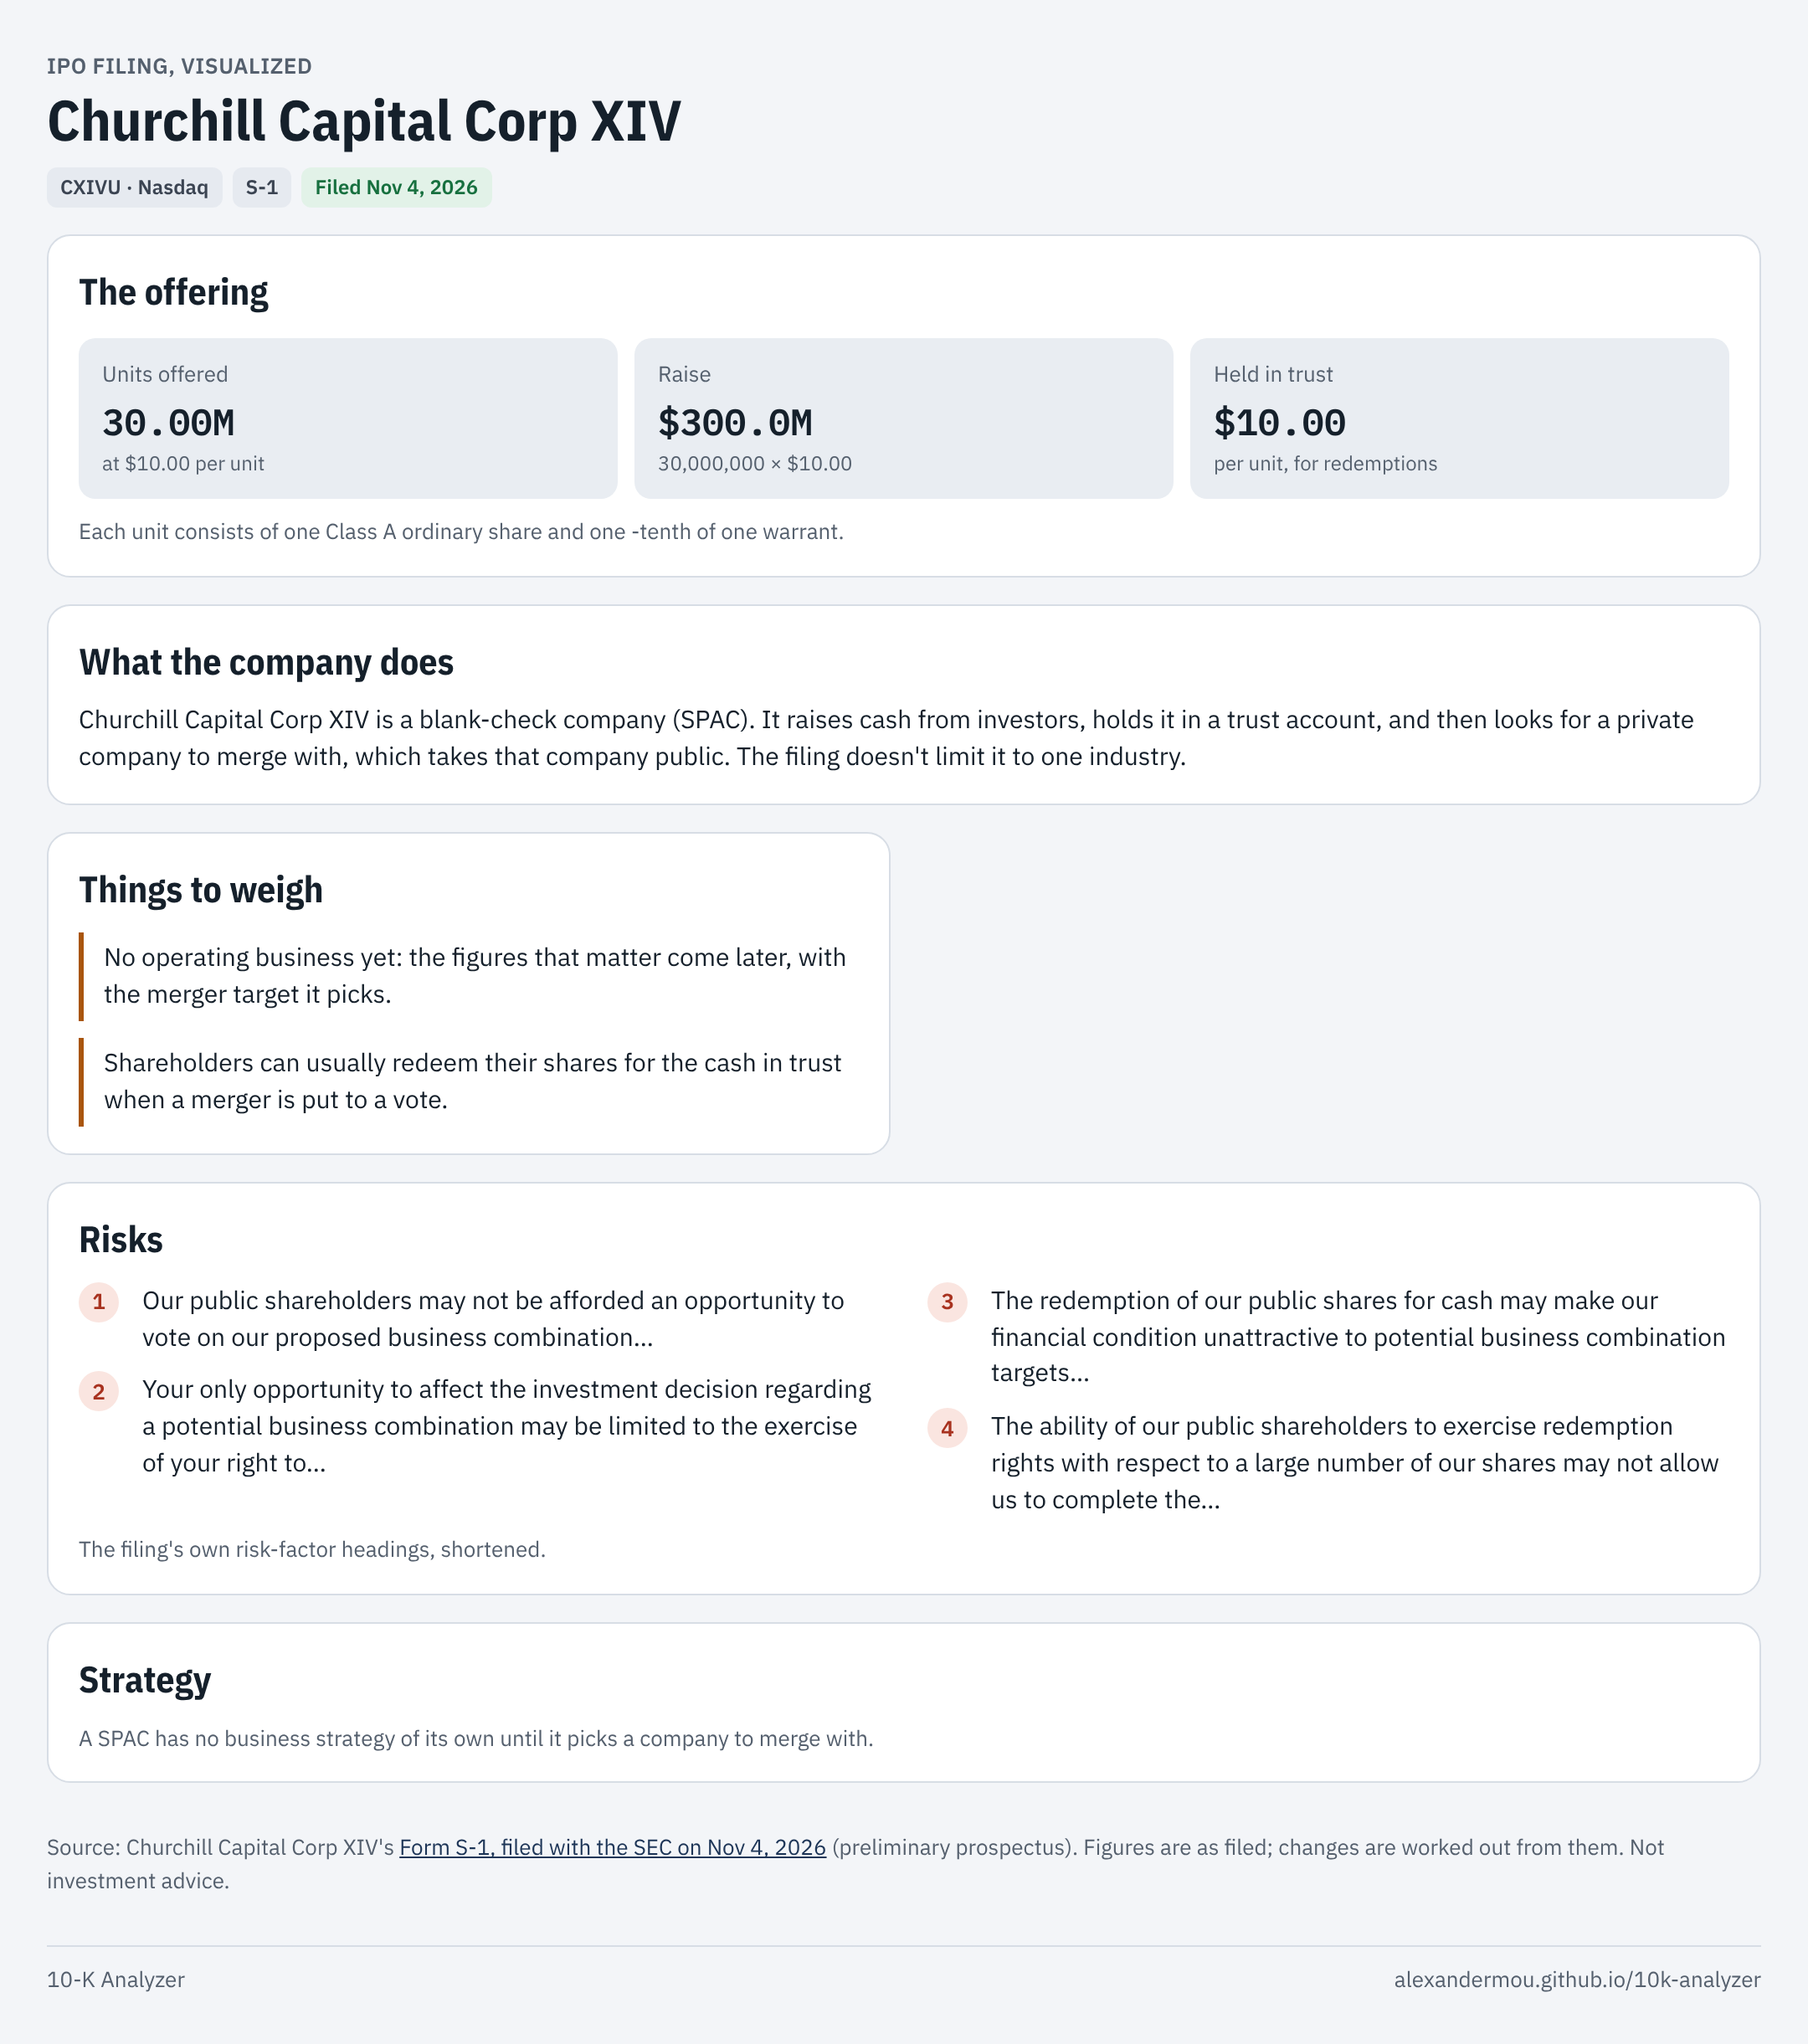 IPO FILING, VISUALIZED
Churchill Capital Corp XIV
CXIVU · Nasdaq
S-1
Filed Nov 4, 2026
The offering
Units offered
30.00M
at $10.00 per unit
Raise
$300.0M
30,000,000 × $10.00
Held in trust
$10.00
per unit, for redemptions
Each unit consists of one Class A ordinary share and one -tenth of one warrant.
What the company does
Churchill Capital Corp XIV is a blank-check company (SPAC). It raises cash from investors, holds it in a trust account, and then looks for a private
company to merge with, which takes that company public. The filing doesn't limit it to one industry.
Things to weigh
No operating business yet: the figures that matter come later, with
the merger target it picks.
Shareholders can usually redeem their shares for the cash in trust
when a merger is put to a vote.
Risks
1
Our public shareholders may not be afforded an opportunity to
vote on our proposed business combination…
2
Your only opportunity to affect the investment decision regarding
a potential business combination may be limited to the exercise
of your right to…
3
The redemption of our public shares for cash may make our
financial condition unattractive to potential business combination
targets…
4
The ability of our public shareholders to exercise redemption
rights with respect to a large number of our shares may not allow
us to complete the…
The filing's own risk-factor headings, shortened.
Strategy
A SPAC has no business strategy of its own until it picks a company to merge with.
Source: Churchill Capital Corp XIV's Form S-1, filed with the SEC on Nov 4, 2026 (preliminary prospectus). Figures are as filed; changes are worked out from them. Not
investment advice.
10-K Analyzer
alexandermou.github.io/10k-analyzer